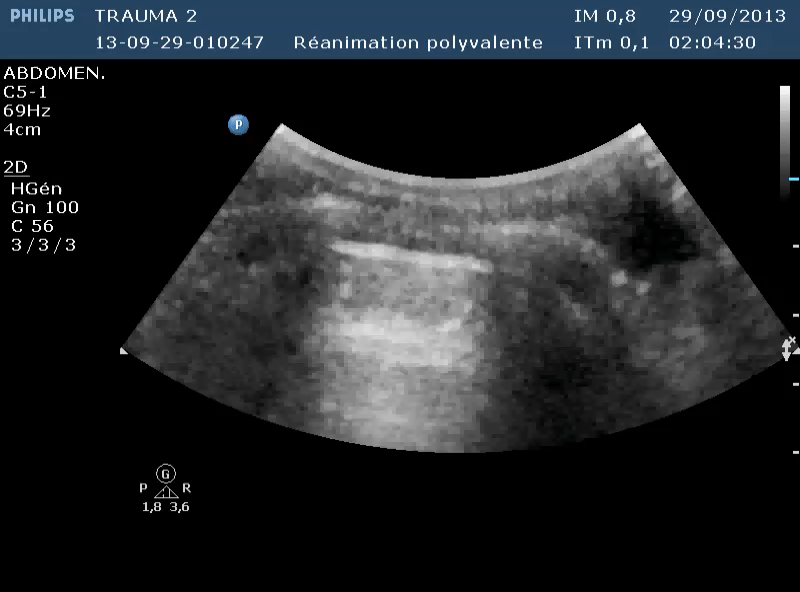 PHILIPS TRAUMA 2 IM 0,8 29/09/2013
13-09-29-010247 Réanimation polyvalente ITm 0,1 02:04:30
ABDOMEN.
C5-1
69Hz
4cm
2D
HGén
Gn 100
C 56
3/3/3
P
G
P R
1,8 3,6